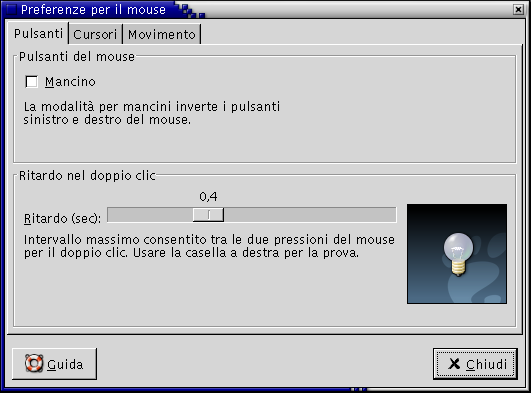 Preferenze per il mouse
Pulsanti Cursori Movimento
Pulsanti del mouse
Mancino
La modalità per mancini inverte i pulsanti
sinistro e destro del mouse.
Ritardo nel doppio clic
0,4
Ritardo (sec):
Intervallo massimo consentito tra le due pressioni del mouse
per il doppio clic. Usare la casella a destra per la prova.
Guida
Chiudi